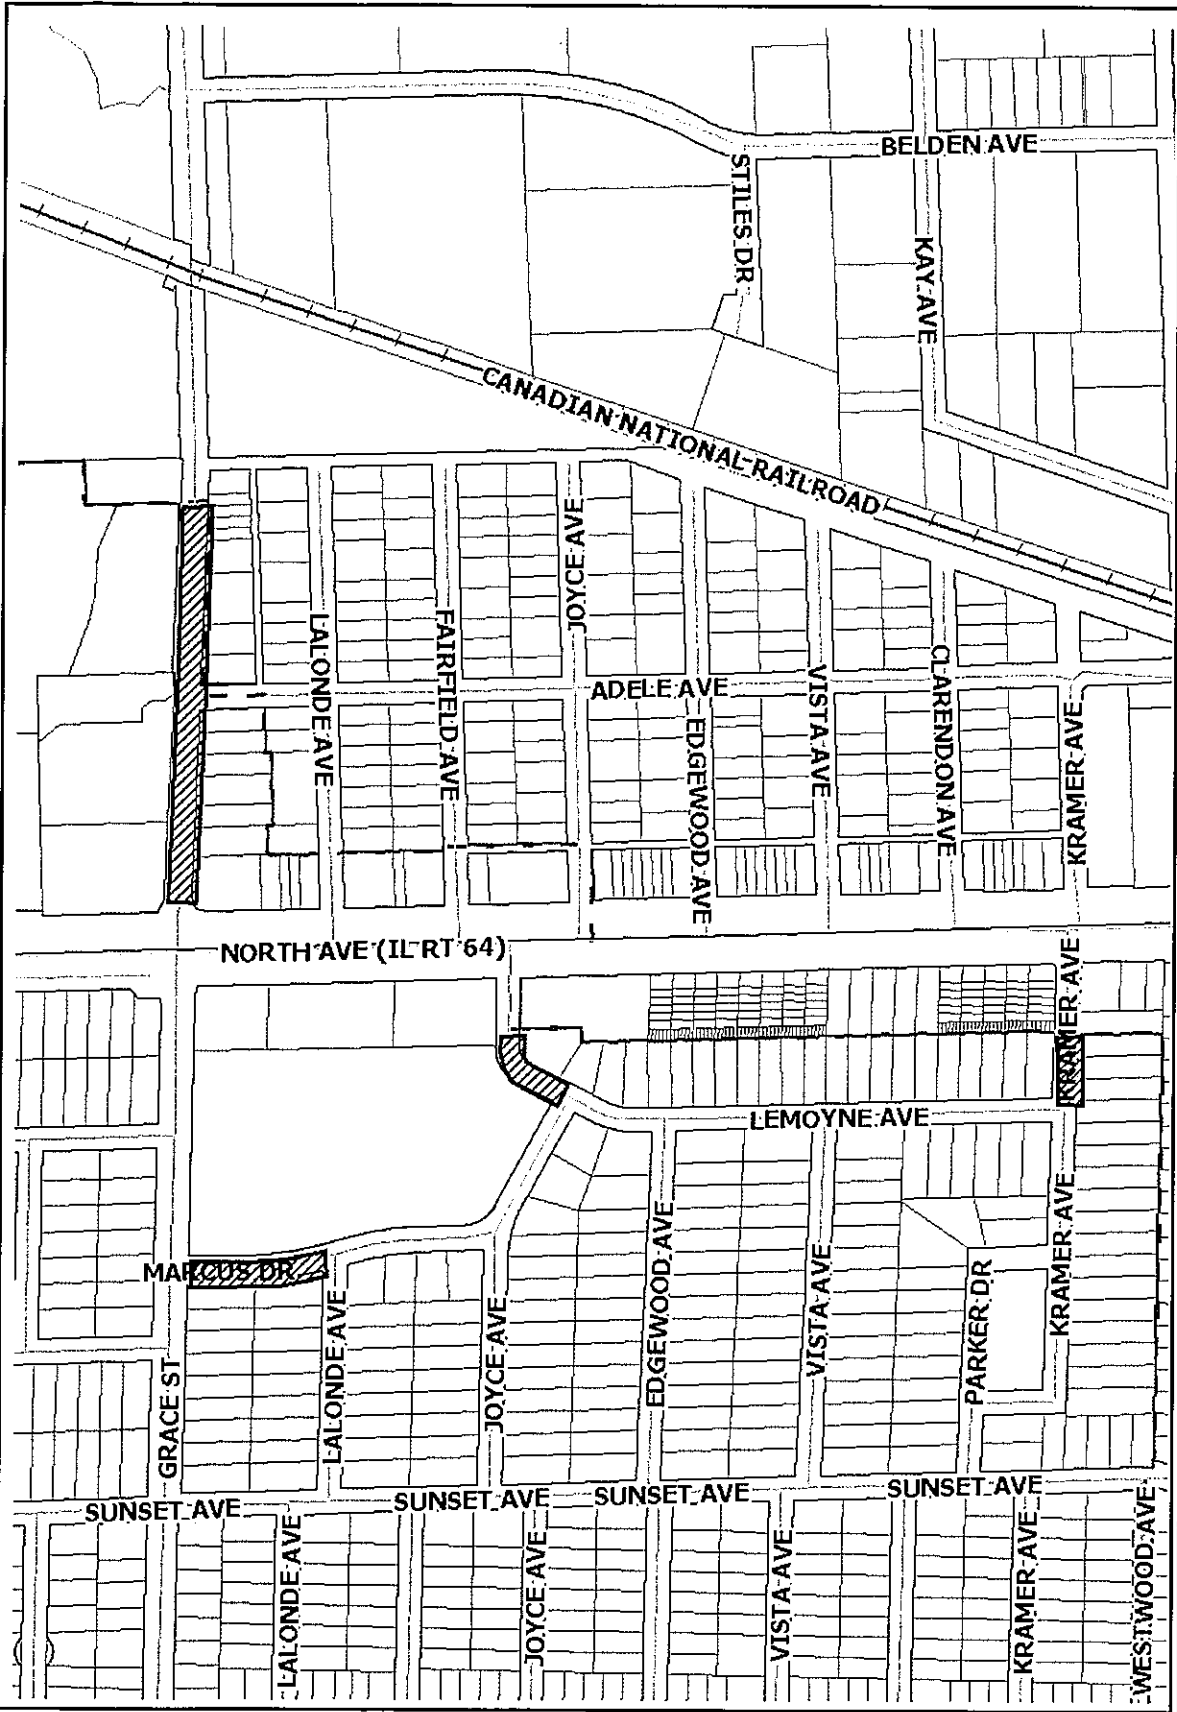 BELDEN AVE
STILES DR
KAY AVE
CANADIAN NATIONAL RAILROAD
JOYCE AVE
LALONDE AVE
FAIRFIELD AVE
ADELE AVE
EDGEWOOD AVE
VISTA AVE
CLARENDON AVE
KRAMER AVE
NORTH AVE (IL RT 64)
KRAMER AVE
LEMOYNE AVE
MARCUS DR
GRACE ST
LALONDE AVE
JOYCE AVE
EDGEWOOD AVE
VISTA AVE
PARKER DR
KRAMER AVE
SUNSET AVE
SUNSET AVE
SUNSET AVE
SUNSET AVE
LALONDE AVE
JOYCE AVE
VISTA AVE
KRAMER AVE
WESTWOOD AVE